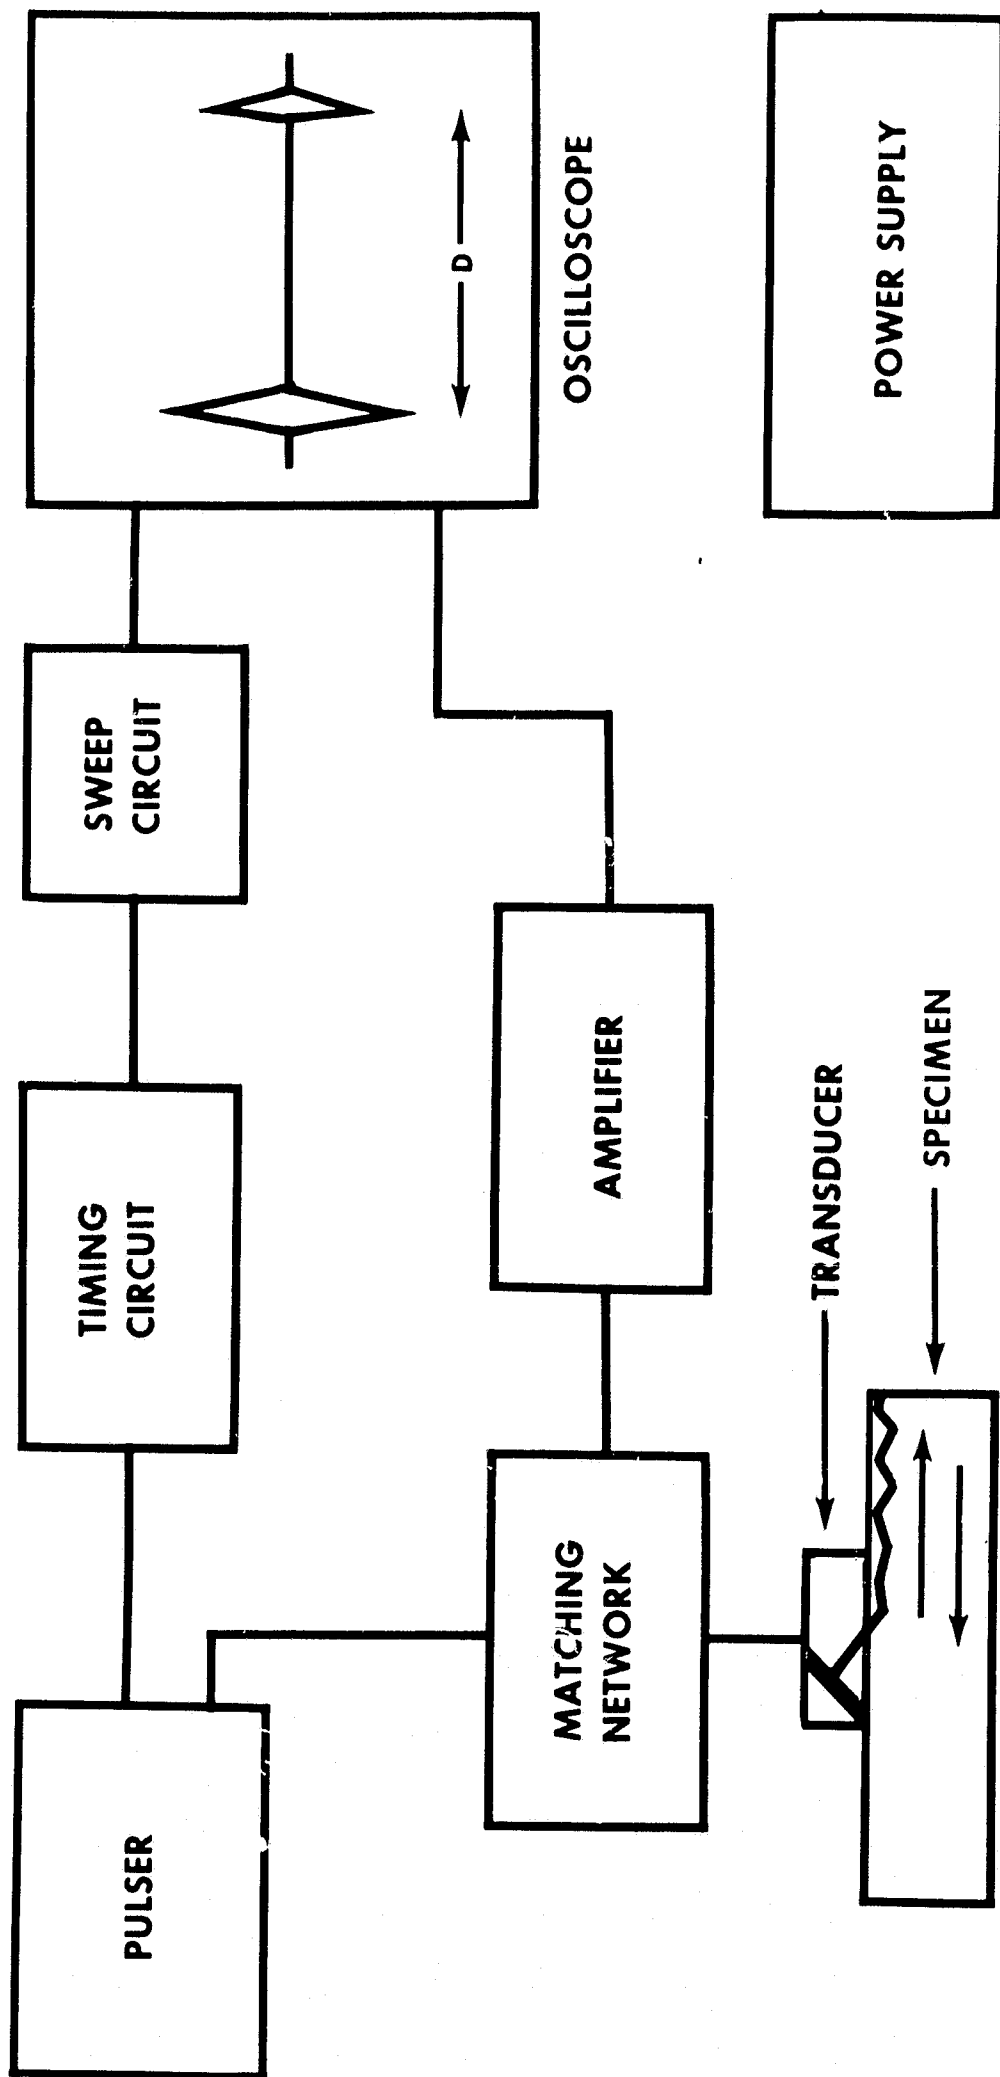 PULSER
TIMING
CIRCUIT
SWEEP
CIRCUIT
D
OSCILLOSCOPE
MATCHING
NETWORK
AMPLIFIER
TRANSDUCER
SPECIMEN
POWER SUPPLY